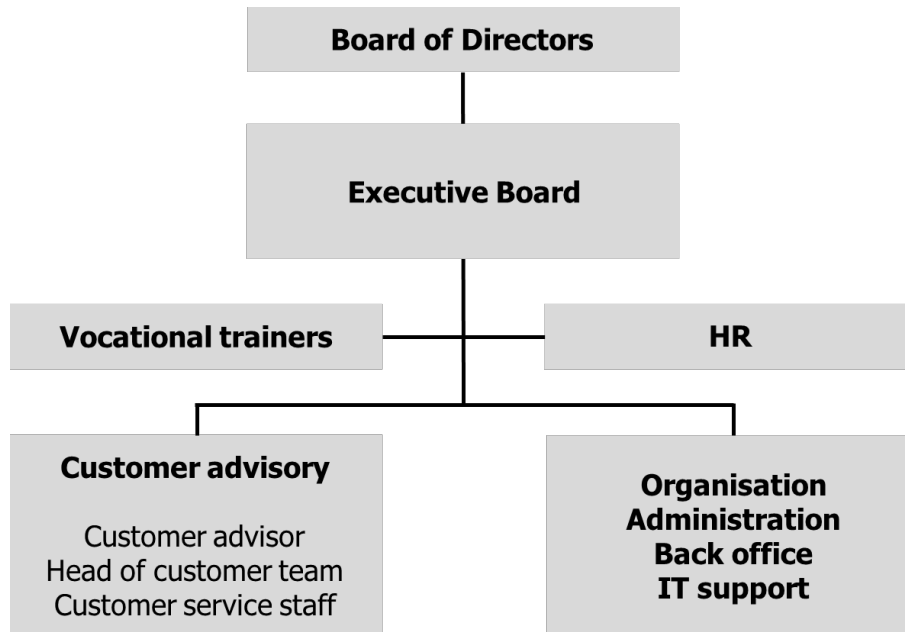 Board of Directors
Executive Board
Vocational trainers
HR
Customer advisory
Customer advisor
Head of customer team
Customer service staff
Organisation
Administration
Back office
IT support